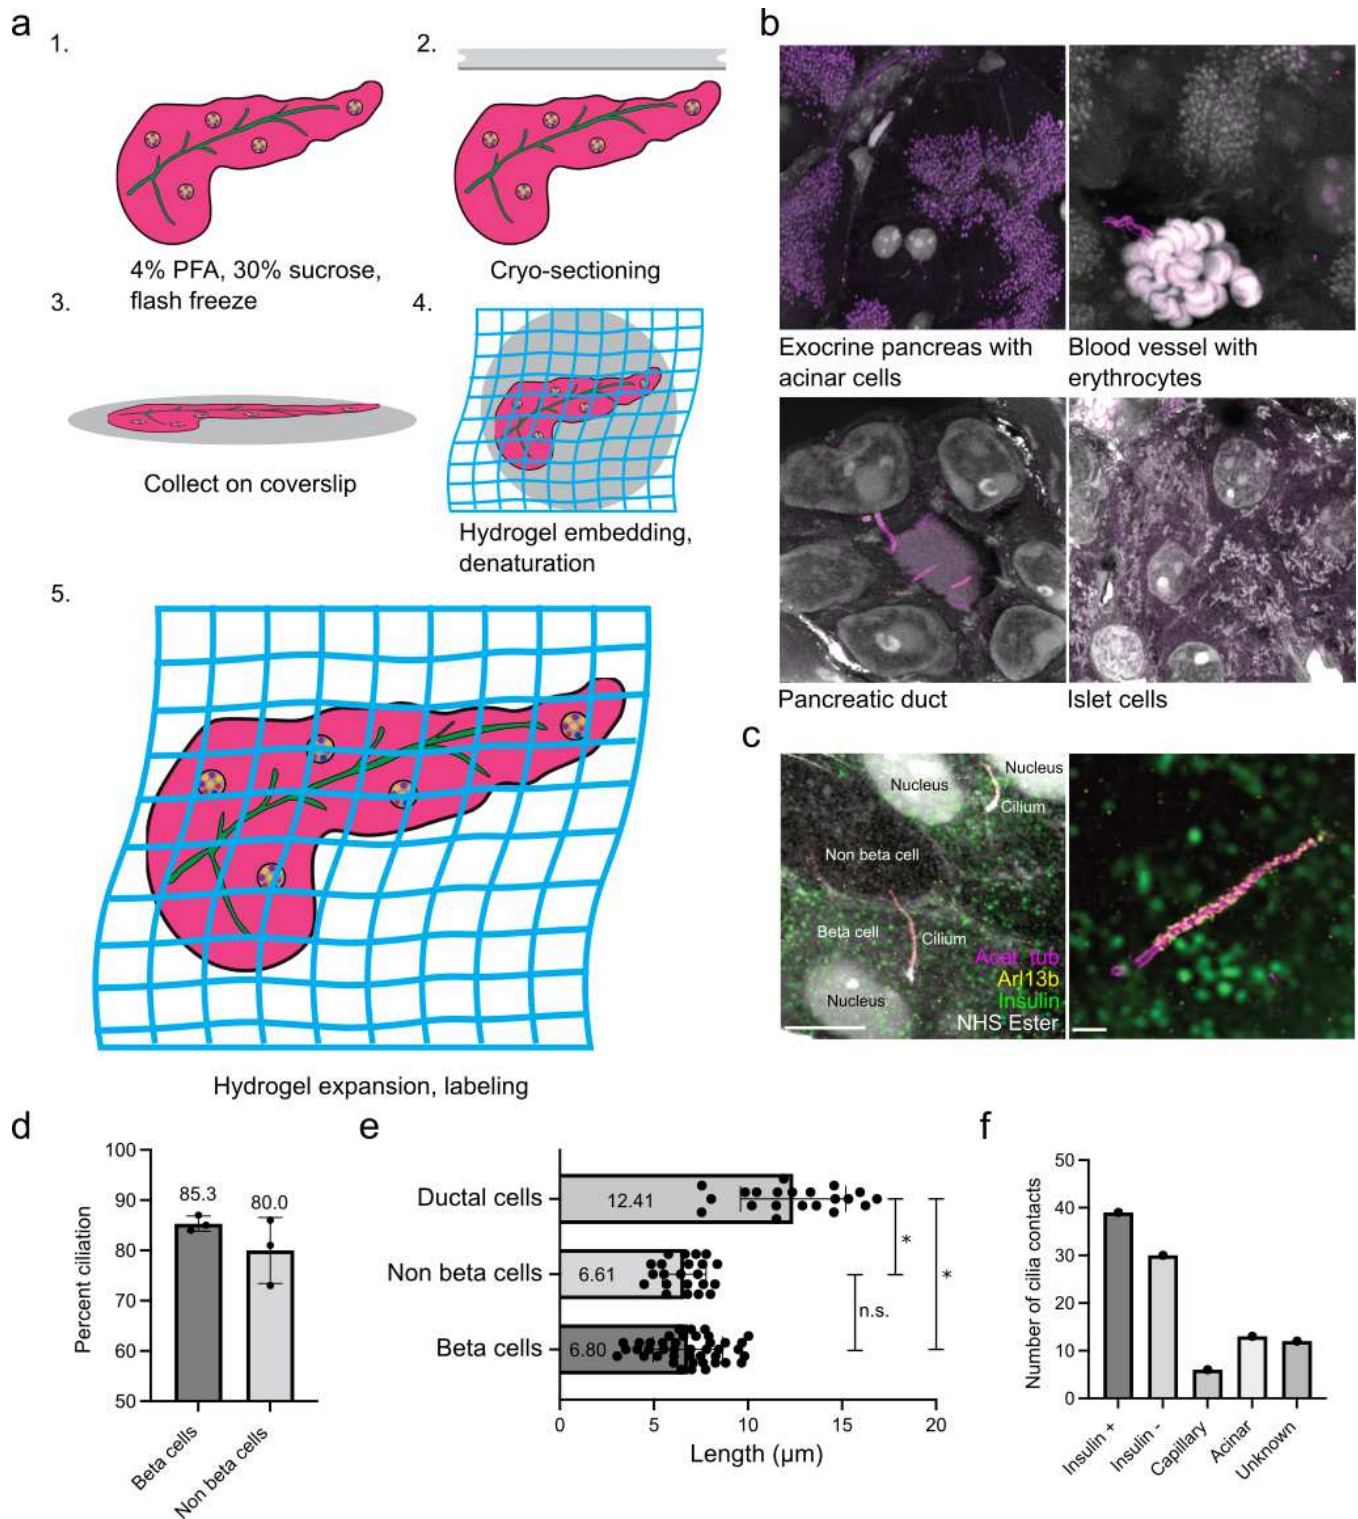 a
1.
4% PFA, 30% sucrose,
flash freeze
2.
Cryo-sectioning
3.
Collect on coverslip
4.
Hydrogel embedding,
denaturation
5.
Hydrogel expansion, labeling
b
Exocrine pancreas with
acinar cells
Blood vessel with
erythrocytes
Pancreatic duct
Islet cells
c
Nucleus
Nucleus
Cilium
Non beta cell
Beta cell
Cilium
Acet. tub
Arl13b
Insulin
NHS Ester
Nucleus
d
Percent ciliation
100
90
80
70
60
50
85.3
80.0
Beta cells
Non beta cells
e
Ductal cells
12.41
Non beta cells
6.61
Beta cells
6.80
*
*
n.s.
0
5
10
15
20
Length (µm)
f
Number of cilia contacts
50
40
30
20
10
0
Insulin +
Insulin -
Capillary
Acinar
Unknown